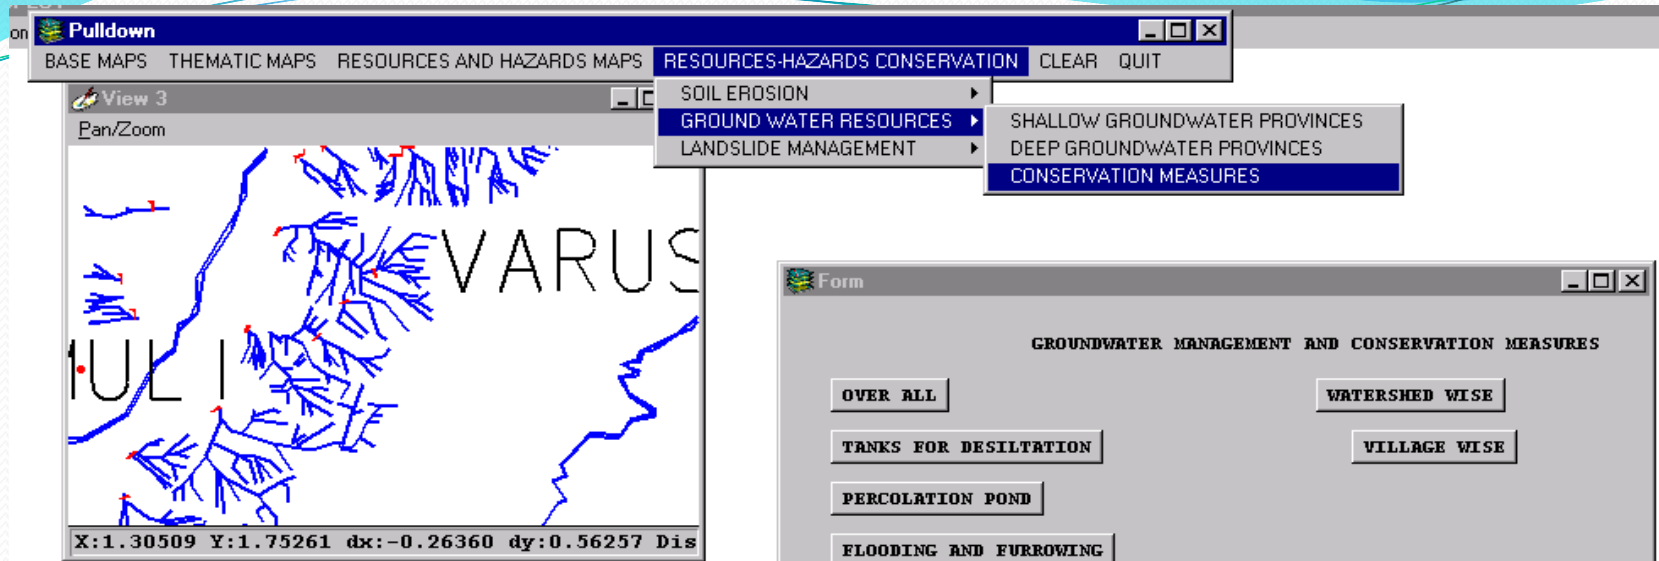 on
Pulldown
BASE MAPS THEMATIC MAPS RESOURCES AND HAZARDS MAPS RESOURCES-HAZARDS CONSERVATION CLEAR QUIT
View 3
SOIL EROSION
Pan/Zoom
GROUND WATER RESOURCES
SHALLOW GROUNDWATER PROVINCES
LANDSLIDE MANAGEMENT
DEEP GROUNDWATER PROVINCES
CONSERVATION MEASURES
VARUS
MULI
Form
GROUNDWATER MANAGEMENT AND CONSERVATION MEASURES
OVER ALL
WATERSHED WISE
TANKS FOR DESILTATION
VILLAGE WISE
PERCOLATION POND
FLOODING AND FURROWING
X:1.30509 Y:1.75261 dx:-0.26360 dy:0.56257 Dis